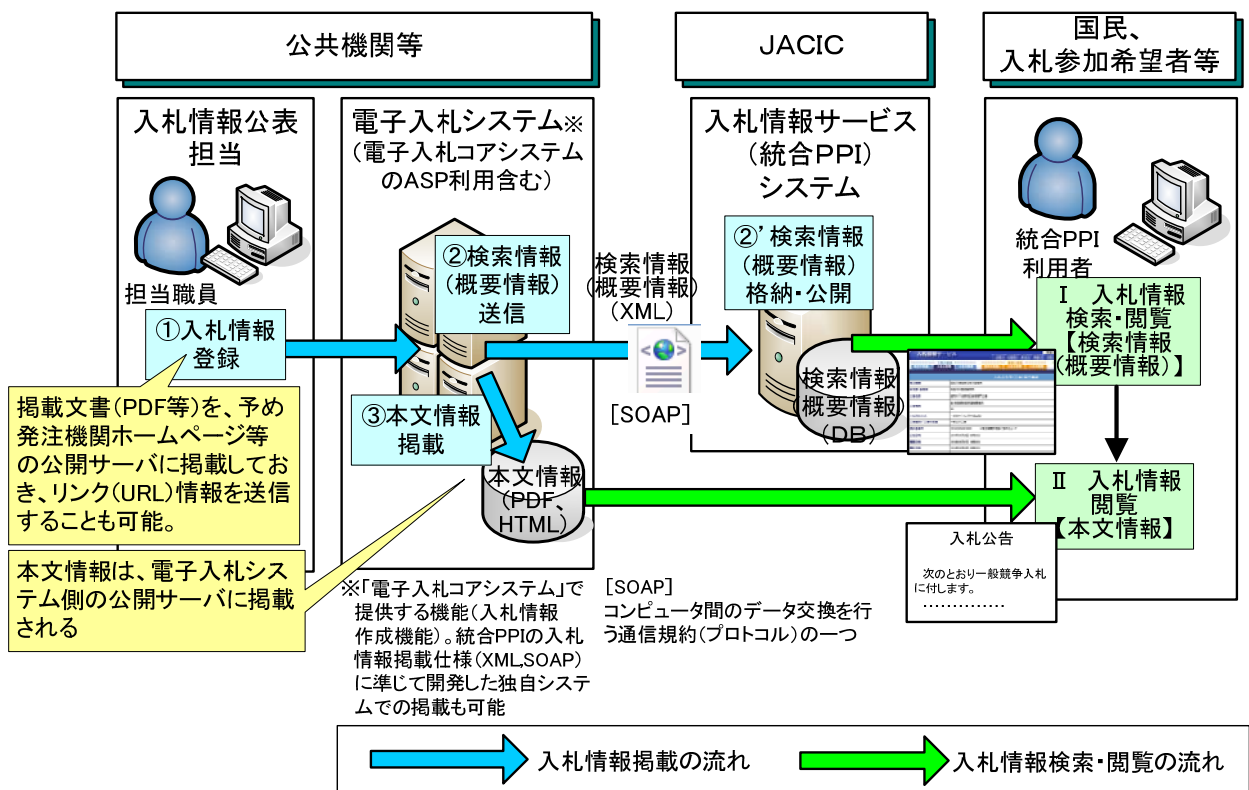 公共機関等
JACIC
国民、
入札参加希望者等
入札情報公表
担当
担当職員
①入札情報
登録
掲載文書(PDF等)を、予め
発注機関ホームページ等
の公開サーバに掲載してお
き、リンク(URL)情報を送信
することも可能。
本文情報は、電子入札シス
テム側の公開サーバに掲載
される
電子入札システム※
(電子入札コアシステム
のASP利用含む)
②検索情報
(概要情報)
送信
③本文情報
掲載
本文情報
(PDF、
HTML)
※「電子入札コアシステム」で
提供する機能(入札情報
作成機能)。統合PPIの入札
情報掲載仕様(XML,SOAP)
に準じて開発した独自システ
ムでの掲載も可能
検索情報
(概要情報)
(XML)
[SOAP]
[SOAP]
コンピュータ間のデータ交換を行
う通信規約(プロトコル)の一つ
入札情報サービス
(統合PPI)
システム
②’検索情報
(概要情報)
格納・公開
検索情報
(概要情報)
(DB)
統合PPI
利用者
Ⅰ 入札情報
検索・閲覧
【検索情報
(概要情報)】
Ⅱ 入札情報
閲覧
【本文情報】
入札公告
次のとおり一般競争入札
に付します。
・・・・・・・・・・・・・・
入札情報掲載の流れ
入札情報検索・閲覧の流れ